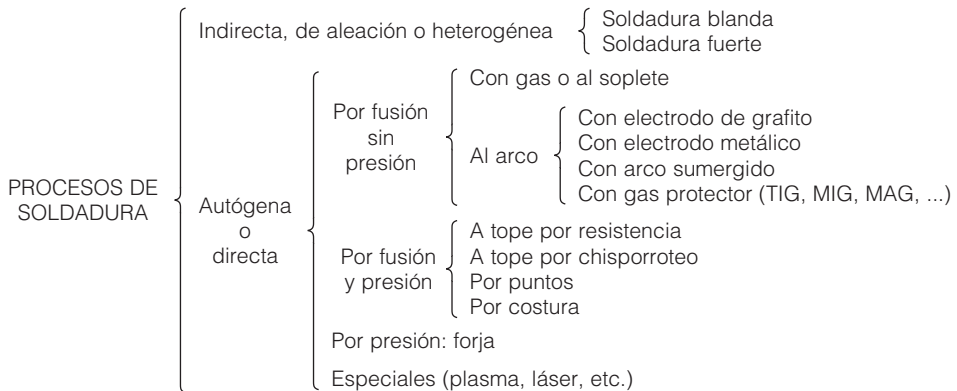 PROCESOS DE
SOLDADURA
Indirecta, de aleación o heterogénea
Soldadura blanda
Soldadura fuerte
Autógena
o
directa
Por fusión
sin
presión
Con gas o al soplete
Al arco
Con electrodo de grafito
Con electrodo metálico
Con arco sumergido
Con gas protector (TIG, MIG, MAG, ...)
Por fusión
y presión
A tope por resistencia
A tope por chisporroteo
Por puntos
Por costura
Por presión: forja
Especiales (plasma, láser, etc.)